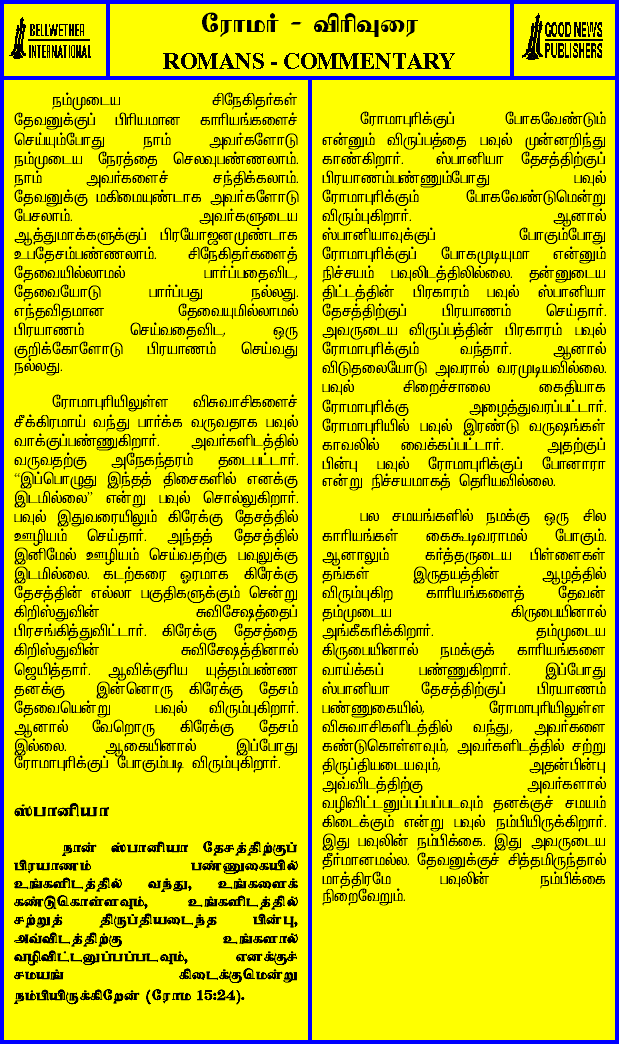 BELLWETHER
INTERNATIONAL
ரோமர் - விரிவுரை
ROMANS - COMMENTARY
GOOD NEWS
PUBLISHERS
நம்முடைய சிநேகிதர்கள்
தேவனுக்குப் பிரியமான காரியங்களைச்
செய்யும்போது நாம் அவர்களோடு
நம்முடைய நேரத்தை செலவுபண்ணலாம்.
நாம் அவர்களைச் சந்திக்கலாம்.
தேவனுக்கு மகிமையுண்டாக அவர்களோடு
பேசலாம். அவர்களுடைய
ஆத்துமாக்களுக்குப் பிரயோஜனமுண்டாக
உபதேசம்பண்ணலாம். சிநேகிதர்களைத்
தேவையில்லாமல் பார்ப்பதைவிட,
தேவையோடு பார்ப்பது நல்லது.
எந்தவிதமான தேவையுமில்லாமல்
பிரயாணம் செய்வதைவிட, ஒரு
குறிக்கோளோடு பிரயாணம் செய்வது
நல்லது.
ரோமாபுரியிலுள்ள விசுவாசிகளைச்
சீக்கிரமாய் வந்து பார்க்க வருவதாக பவுல்
வாக்குப்பண்ணுகிறார். அவர்களிடத்தில்
வருவதற்கு அநேகந்தரம் தடைபட்டார்.
“இப்பொழுது இந்தத் திசைகளில் எனக்கு
இடமில்லை” என்று பவுல் சொல்லுகிறார்.
பவுல் இதுவரையிலும் கிரேக்கு தேசத்தில்
ஊழியம் செய்தார். அந்தத் தேசத்தில்
இனிமேல் ஊழியம் செய்வதற்கு பவுலுக்கு
இடமில்லை. கடற்கரை ஓரமாக கிரேக்கு
தேசத்தின் எல்லா பகுதிகளுக்கும் சென்று
கிறிஸ்துவின் சுவிசேஷத்தைப்
பிரசங்கித்துவிட்டார். கிரேக்கு தேசத்தை
கிறிஸ்துவின் சுவிசேஷத்தினால்
ஜெயித்தார். ஆவிக்குரிய யுத்தம்பண்ண
தனக்கு இன்னொரு கிரேக்கு தேசம்
தேவையென்று பவுல் விரும்புகிறார்.
ஆனால் வேறொரு கிரேக்கு தேசம்
இல்லை. ஆகையினால் இப்போது
ரோமாபுரிக்குப் போகும்படி விரும்புகிறார்.
ஸ்பானியா
நான் ஸ்பானியா தேசத்திற்குப்
பிரயாணம் பண்ணுகையில்
உங்களிடத்தில் வந்து, உங்களைக்
கண்டுகொள்ளவும், உங்களிடத்தில்
சற்றுத் திருப்தியடைந்த பின்பு,
அவ்விடத்திற்கு உங்களால்
வழிவிட்டனுப்பப்படவும், எனக்குச்
சமயங் கிடைக்குமென்று
நம்பியிருக்கிறேன் (ரோம 15:24).
ரோமாபுரிக்குப் போகவேண்டும்
என்னும் விருப்பத்தை பவுல் முன்னறிந்து
காண்கிறார். ஸ்பானியா தேசத்திற்குப்
பிரயாணம்பண்ணும்போது பவுல்
ரோமாபுரிக்கும் போகவேண்டுமென்று
விரும்புகிறார். ஆனால்
ஸ்பானியாவுக்குப் போகும்போது
ரோமாபுரிக்குப் போகமுடியுமா என்னும்
நிச்சயம் பவுலிடத்திலில்லை. தன்னுடைய
திட்டத்தின் பிரகாரம் பவுல் ஸ்பானியா
தேசத்திற்குப் பிரயாணம் செய்தார்.
அவருடைய விருப்பத்தின் பிரகாரம் பவுல்
ரோமாபுரிக்கும் வந்தார். ஆனால்
விடுதலையோடு அவரால் வரமுடியவில்லை.
பவுல் சிறைச்சாலை கைதியாக
ரோமாபுரிக்கு அழைத்துவரப்பட்டார்.
ரோமாபுரியில் பவுல் இரண்டு வருஷங்கள்
காவலில் வைக்கப்பட்டார். அதற்குப்
பின்பு பவுல் ரோமாபுரிக்குப் போனாரா
என்று நிச்சயமாகத் தெரியவில்லை.
பல சமயங்களில் நமக்கு ஒரு சில
காரியங்கள் கைகூடிவராமல் போகும்.
ஆனாலும் கர்த்தருடைய பிள்ளைகள்
தங்கள் இருதயத்தின் ஆழத்தில்
விரும்புகிற காரியங்களைத் தேவன்
தம்முடைய கிருபையினால்
அங்கீகரிக்கிறார். தம்முடைய
கிருபையினால் நமக்குக் காரியங்களை
வாய்க்கப் பண்ணுகிறார். இப்போது
ஸ்பானியா தேசத்திற்குப் பிரயாணம்
பண்ணுகையில், ரோமாபுரியிலுள்ள
விசுவாசிகளிடத்தில் வந்து, அவர்களை
கண்டுகொள்ளவும், அவர்களிடத்தில் சற்று
திருப்தியடையவும், அதன்பின்பு
அவ்விடத்திற்கு அவர்களால்
வழிவிட்டனுப்பப்பப்படவும் தனக்குச் சமயம்
கிடைக்கும் என்று பவுல் நம்பியிருக்கிறார்.
இது பவுலின் நம்பிக்கை. இது அவருடைய
தீர்மானமல்ல. தேவனுக்குச் சித்தமிருந்தால்
மாத்திரமே பவுலின் நம்பிக்கை
நிறைவேறும்.